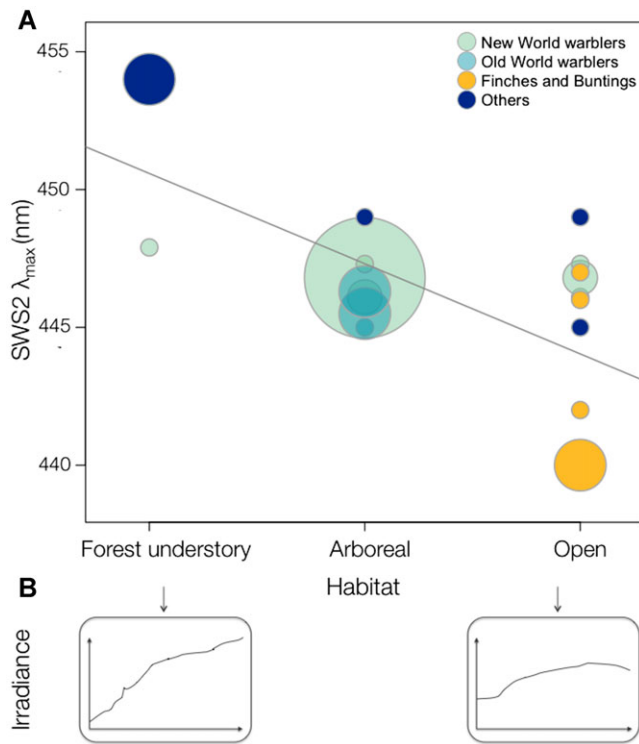 A
New World warblers
Old World warblers
Finches and Buntings
Others
455
450
445
440
SWS2 λmax (nm)
Forest understory Arboreal Open
Habitat
B
Irradiance